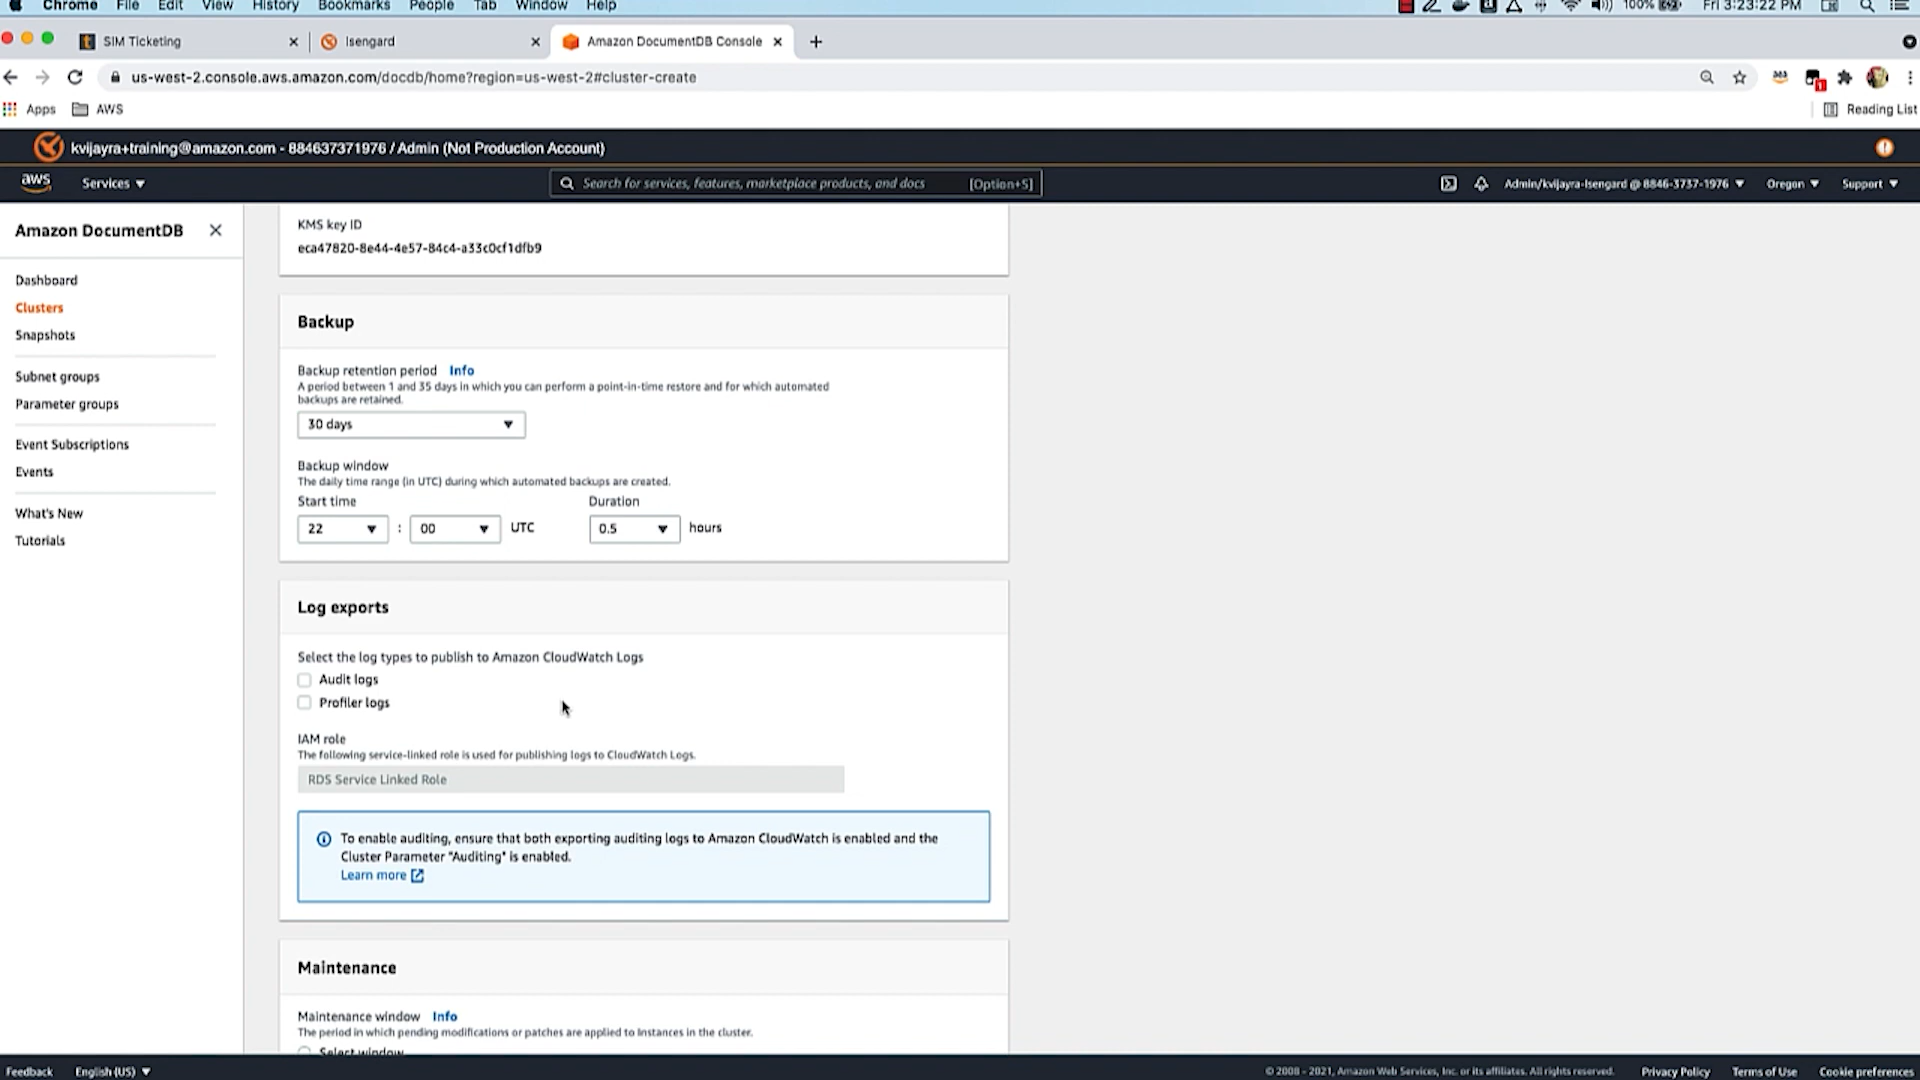 Chrome File Edit View History Bookmarks People Tab Window Help 100% Fri 3:23:22 PM
SIM Ticketing
Isengard
Amazon DocumentDB Console
us-west-2.console.aws.amazon.com/docdb/home?region=us-west-2#cluster-create
Apps AWS Reading List
kvijayra+training@amazon.com - 884637371976 / Admin (Not Production Account)
aws Services Search for services, features, marketplace products, and docs [Option+S] Admin/kvijayra-Isengard @ 8846-3737-1976 Oregon Support
Amazon DocumentDB
Dashboard
Clusters
Snapshots
Subnet groups
Parameter groups
Event Subscriptions
Events
What's New
Tutorials
KMS key ID
eca47820-8e44-4e57-84c4-a33c0cf1dfb9
Backup
Backup retention period Info
A period between 1 and 35 days in which you can perform a point-in-time restore and for which automated
backups are retained.
30 days
Backup window
The daily time range (in UTC) during which automated backups are created.
Start time Duration
22 : 00 UTC 0.5 hours
Log exports
Select the log types to publish to Amazon CloudWatch Logs
Audit logs
Profiler logs
IAM role
The following service-linked role is used for publishing logs to CloudWatch Logs.
RDS Service Linked Role
To enable auditing, ensure that both exporting auditing logs to Amazon CloudWatch is enabled and the
Cluster Parameter "Auditing" is enabled.
Learn more
Maintenance
Maintenance window Info
The period in which pending modifications or patches are applied to instances in the cluster.
Select window
Feedback English (US) © 2008 - 2021, Amazon Web Services, Inc. or its affiliates. All rights reserved. Privacy Policy Terms of Use Cookie preferences